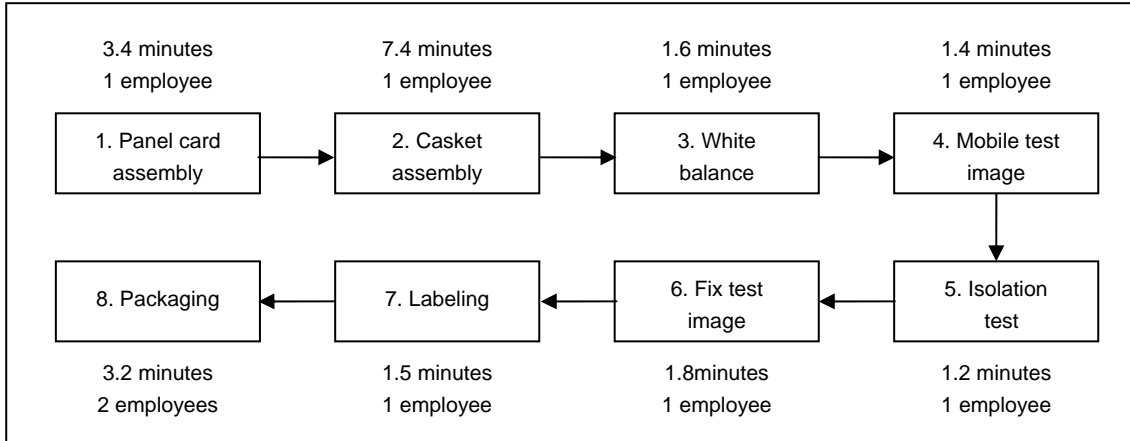 3.4 minutes
1 employee
7.4 minutes
1 employee
1.6 minutes
1 employee
1.4 minutes
1 employee
1. Panel card
assembly
2. Casket
assembly
3. White
balance
4. Mobile test
image
8. Packaging
7. Labeling
6. Fix test
image
5. Isolation
test
3.2 minutes
2 employees
1.5 minutes
1 employee
1.8minutes
1 employee
1.2 minutes
1 employee